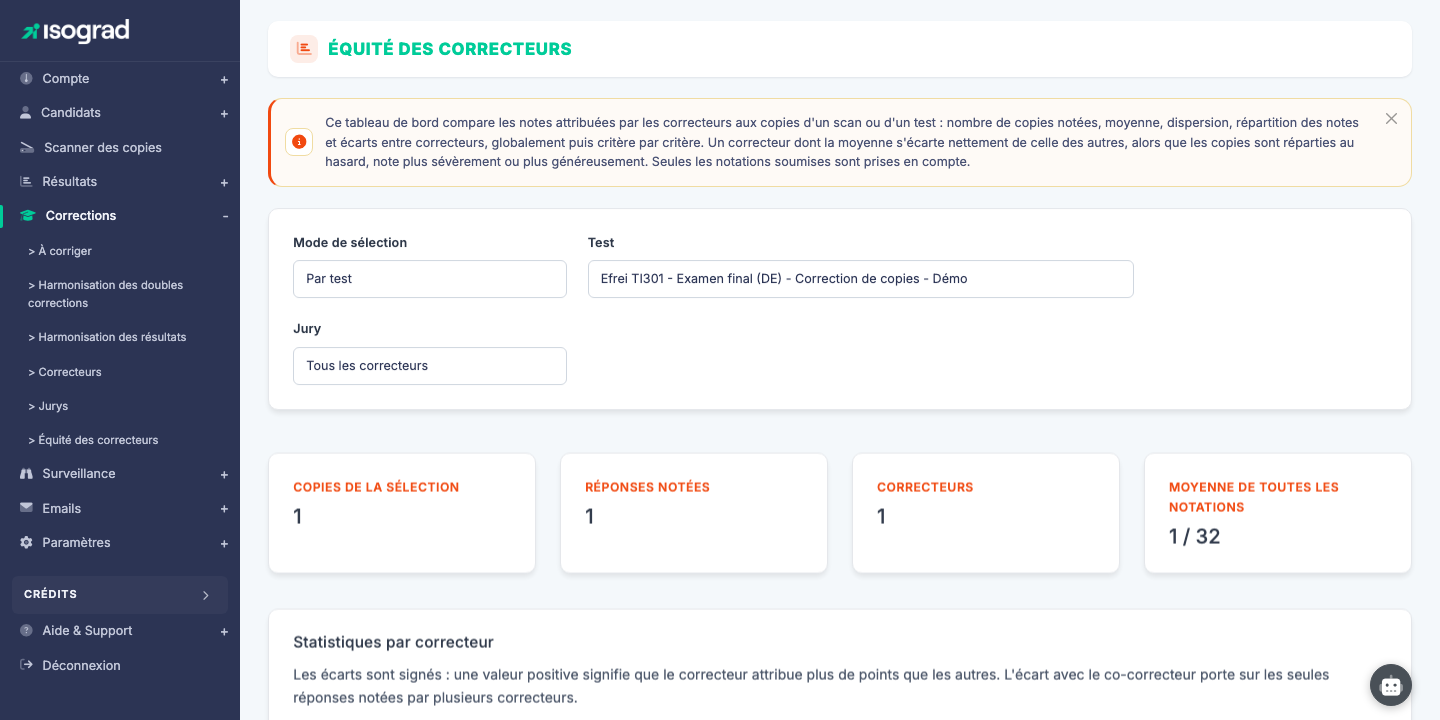 isograd
Compte +
Candidats +
Scanner des copies
Résultats +
Corrections -
> À corriger
> Harmonisation des doubles
corrections
> Harmonisation des résultats
> Correcteurs
> Jurys
> Équité des correcteurs
Surveillance +
Emails +
Paramètres +
CRÉDITS
Aide & Support +
Déconnexion
ÉQUITÉ DES CORRECTEURS
Ce tableau de bord compare les notes attribuées par les correcteurs aux copies d'un scan ou d'un test : nombre de copies notées, moyenne, dispersion, répartition des notes
et écarts entre correcteurs, globalement puis critère par critère. Un correcteur dont la moyenne s'écarte nettement de celle des autres, alors que les copies sont réparties au
hasard, note plus sévèrement ou plus généreusement. Seules les notations soumises sont prises en compte.
Mode de sélection
Par test
Test
Efrei TI301 - Examen final (DE) - Correction de copies - Démo
Jury
Tous les correcteurs
COPIES DE LA SÉLECTION
1
RÉPONSES NOTÉES
1
CORRECTEURS
1
MOYENNE DE TOUTES LES
NOTATIONS
1 / 32
Statistiques par correcteur
Les écarts sont signés : une valeur positive signifie que le correcteur attribue plus de points que les autres. L'écart avec le co-correcteur porte sur les seules
réponses notées par plusieurs correcteurs.